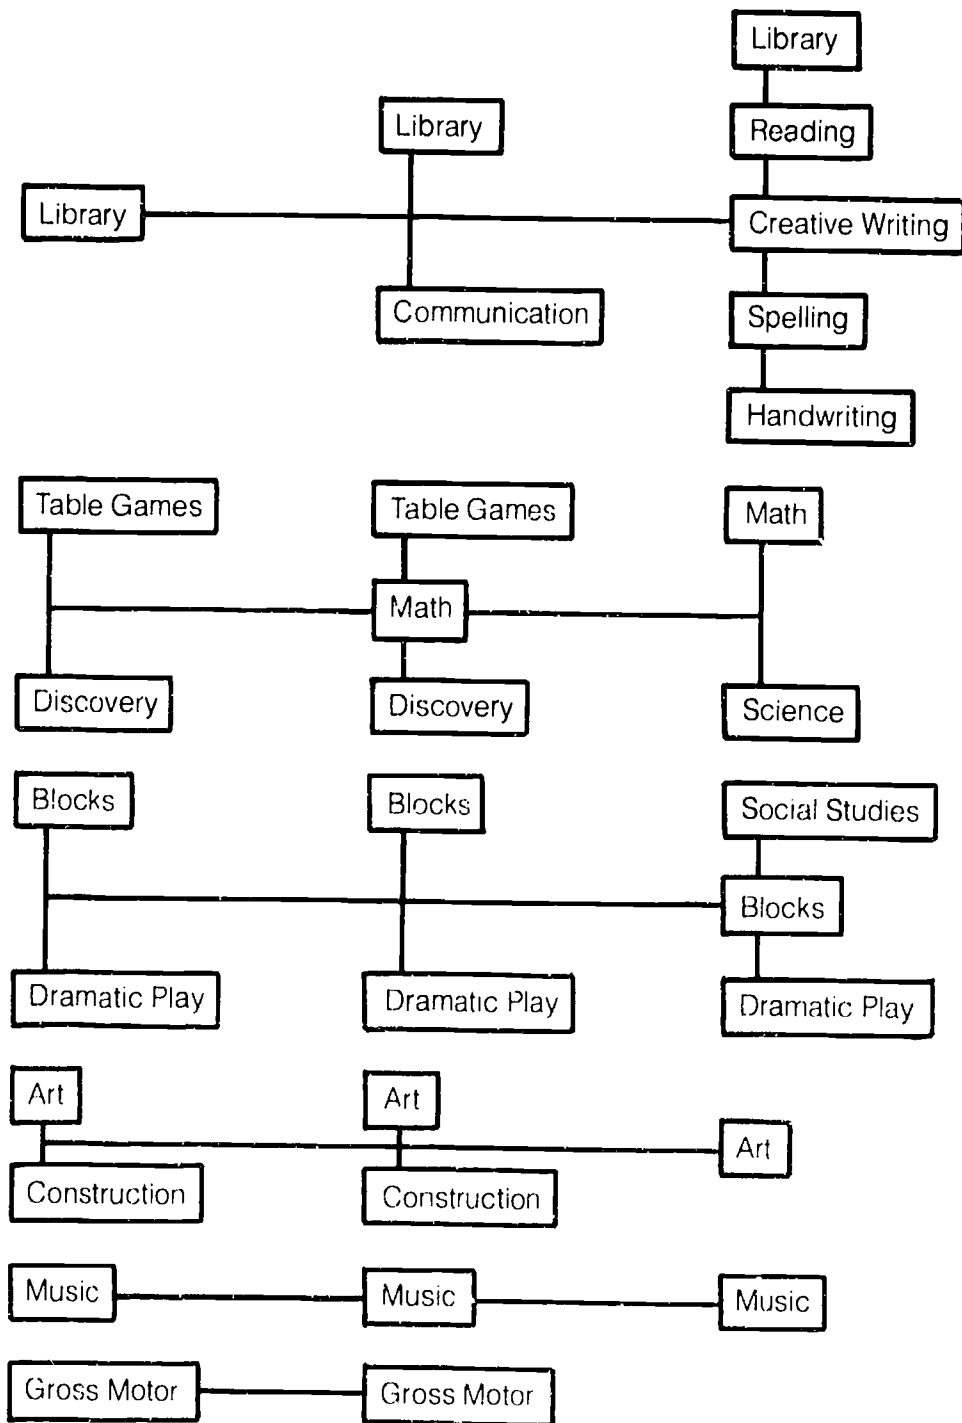 Library
Library
Reading
Library
Creative Writing
Communication
Spelling
Handwriting
Table Games
Table Games
Math
Math
Discovery
Discovery
Science
Blocks
Blocks
Social Studies
Blocks
Dramatic Play
Dramatic Play
Dramatic Play
Art
Art
Art
Construction
Construction
Music
Music
Music
Gross Motor
Gross Motor